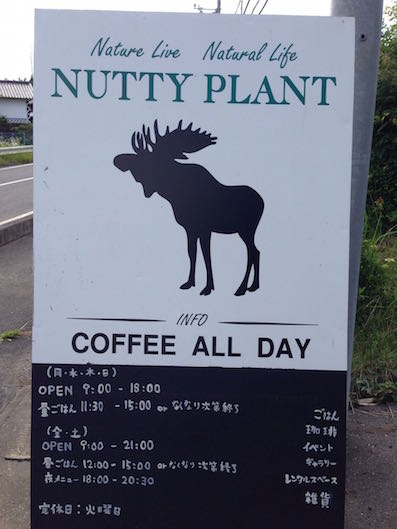 Nature Live Natural Life
NUTTY PLANT
INFO
COFFEE ALL DAY
(月・水・木・日)
OPEN 9:00 - 18:00
昼ごはん 11:30 - 15:00 or なくなり次第終了
(金・土)
OPEN 9:00 - 21:00
昼ごはん 12:00 - 15:00 or なくなり次第終了
夜メニュー 18:00 - 20:30
定休日:火曜日
ごはん
珈琲
イベント
ギャラリー
レンタルスペース
雑貨